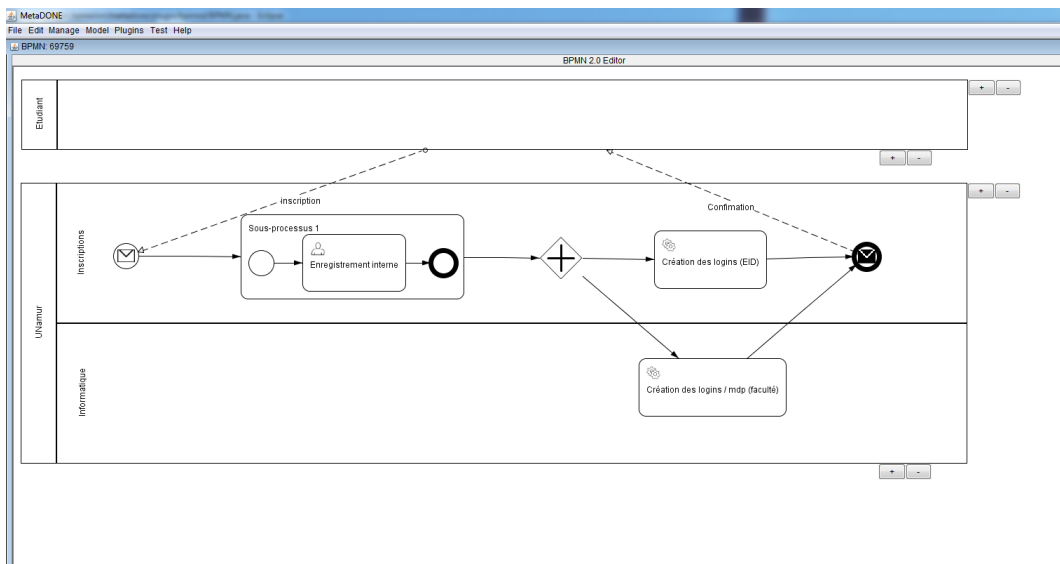 MetaDONE
File Edit Manage Model Plugins Test Help
BPMN: 69759
BPMN 2.0 Editor
+ -
Etudiant
+ -
+ -
inscription
Confimation
Inscriptions
Sous-processus 1
Enregistrement interne
Création des logins (EID)
UNamur
Informatique
Création des logins / mdp (faculté)
+ -